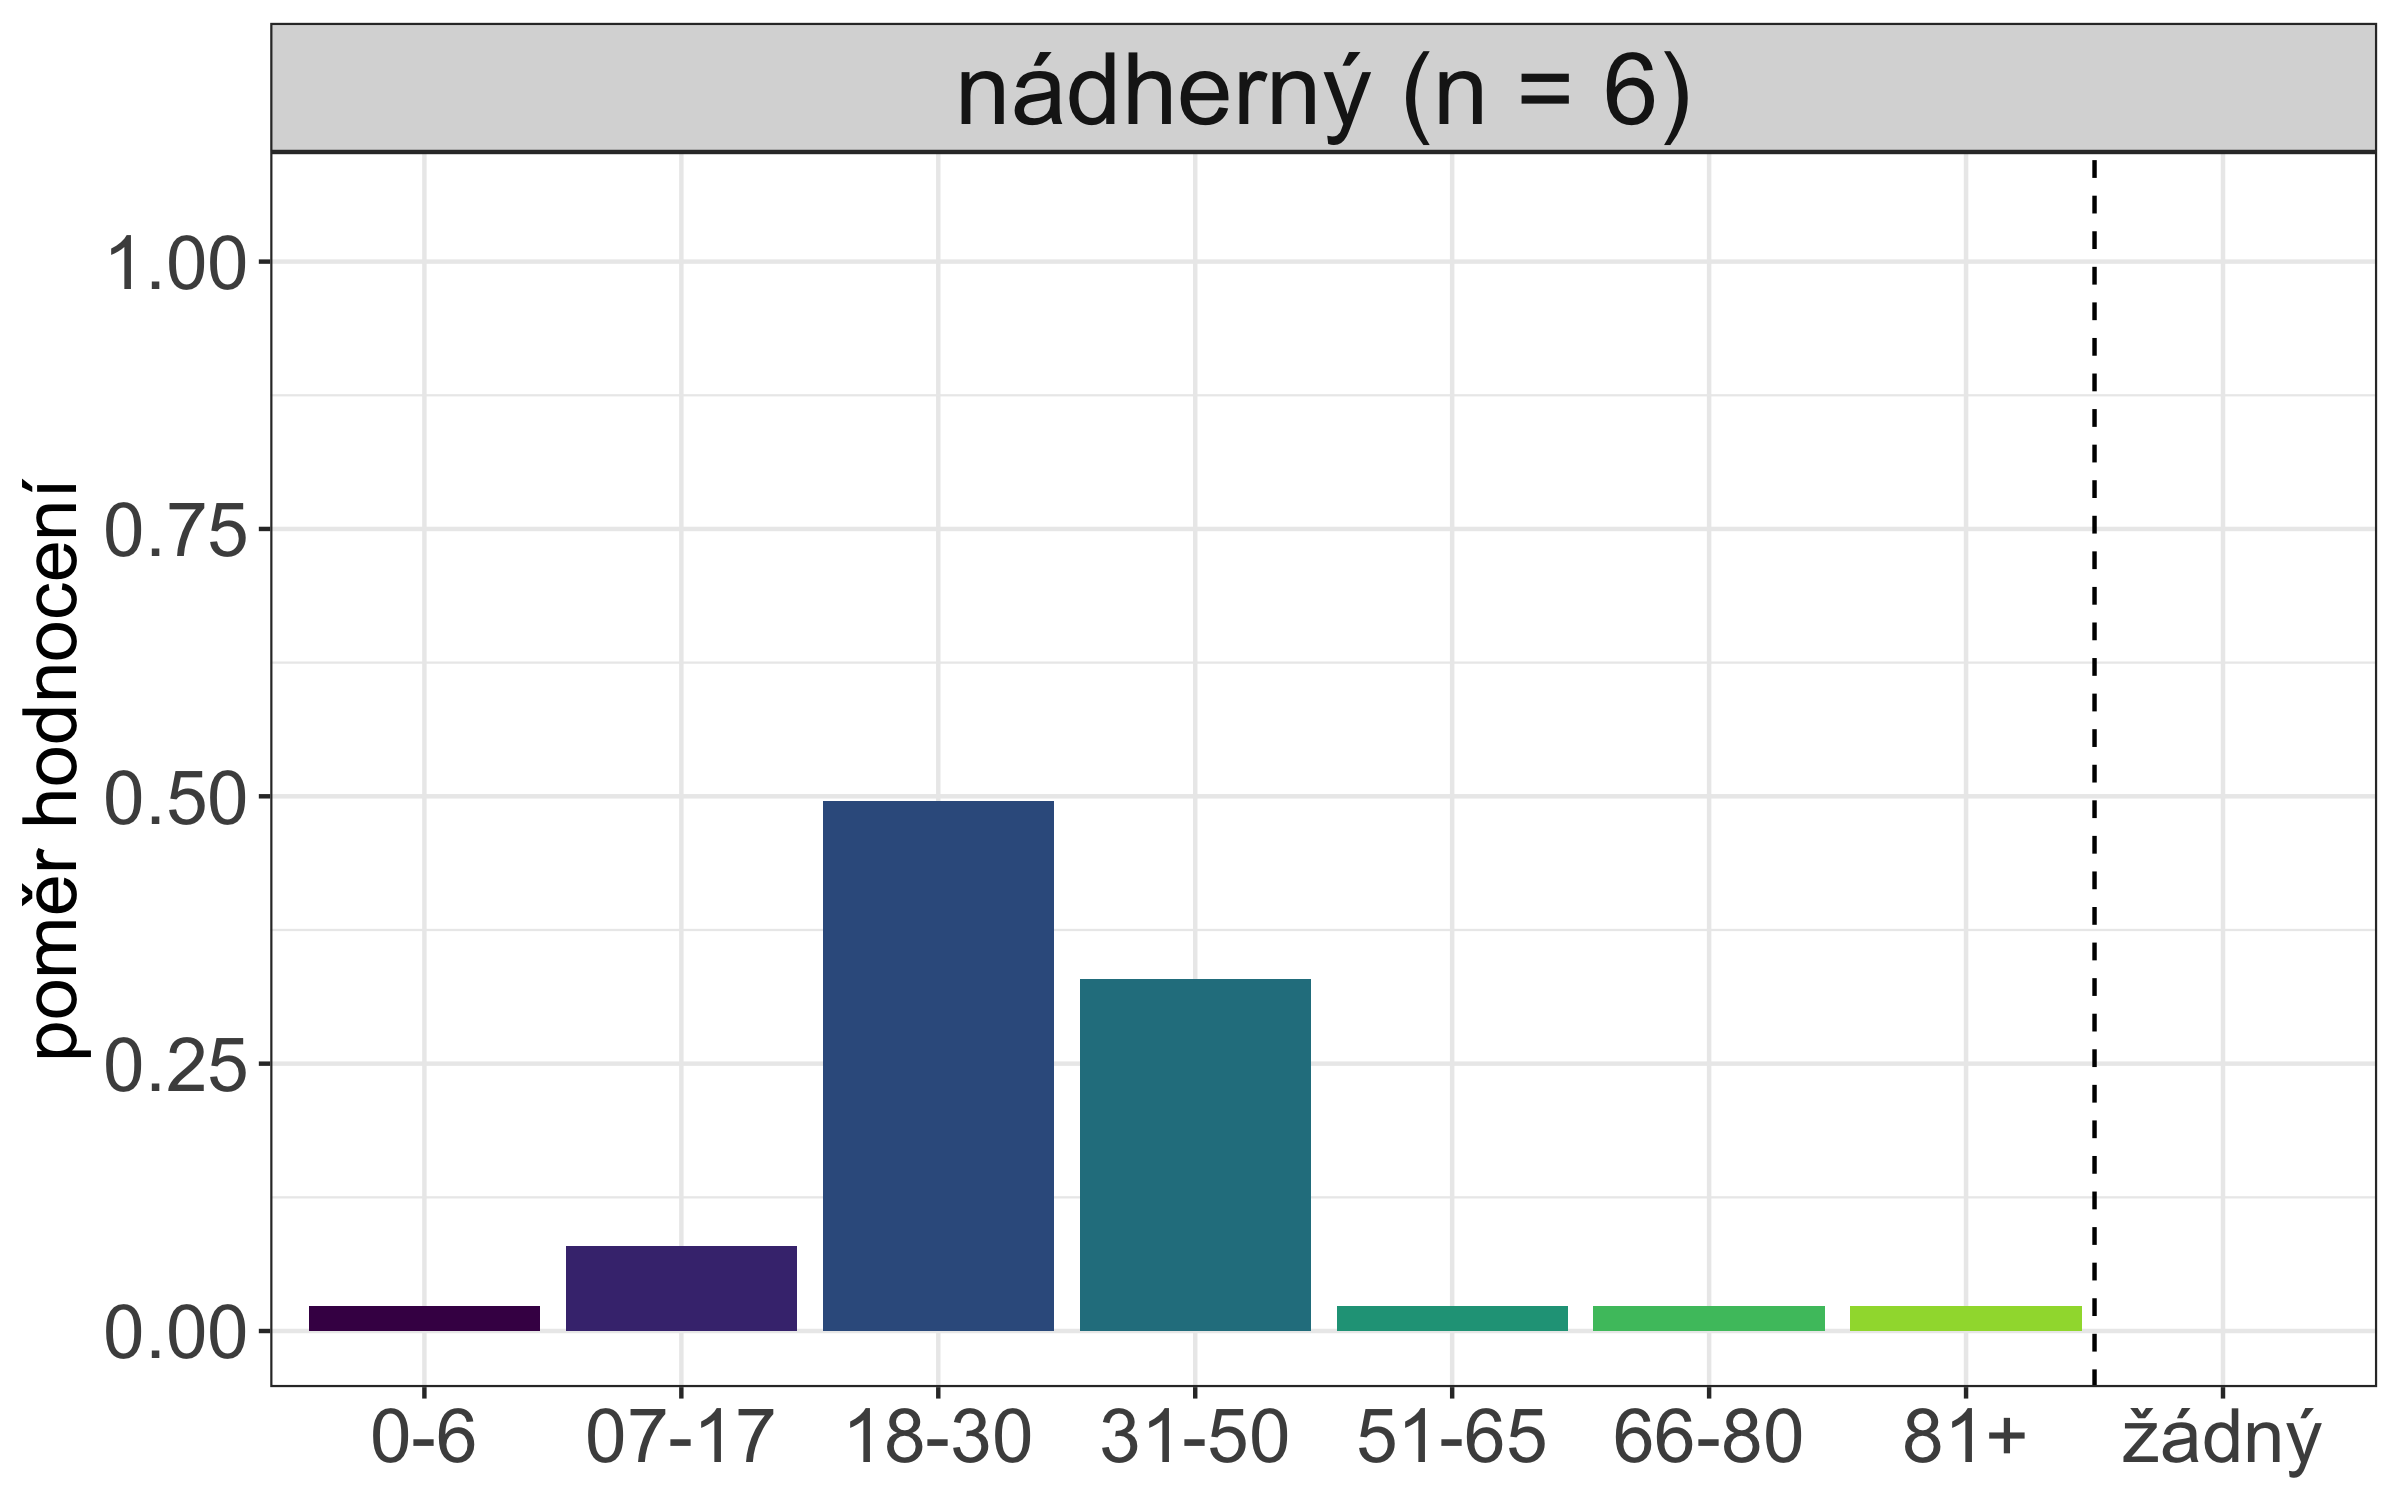 nádherný (n = 6)
poměr hodnocení
1.00
0.75
0.50
0.25
0.00
0-6 07-17 18-30 31-50 51-65 66-80 81+ žádný